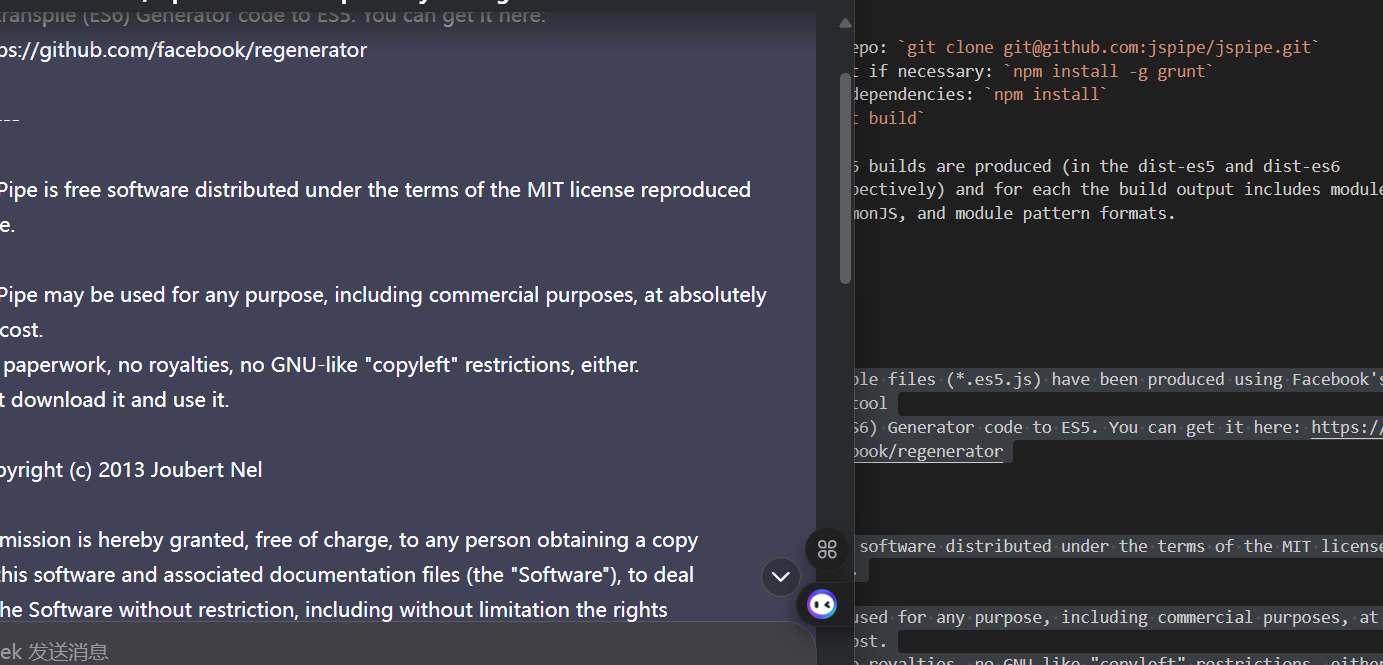 transpile (ES6) Generator code to ES5. You can get it here:
ps://github.com/facebook/regenerator
---
Pipe is free software distributed under the terms of the MIT license reproduced
e.
Pipe may be used for any purpose, including commercial purposes, at absolutely
cost.
paperwork, no royalties, no GNU-like "copyleft" restrictions, either.
t download it and use it.
pyright (c) 2013 Joubert Nel
mission is hereby granted, free of charge, to any person obtaining a copy
this software and associated documentation files (the "Software"), to deal
he Software without restriction, including without limitation the rights
ek 发送消息
epo: `git clone git@github.com:jspipe/jspipe.git`
t if necessary: `npm install -g grunt`
dependencies: `npm install`
t build`
6 builds are produced (in the dist-es5 and dist-es6
pectively) and for each the build output includes module
monJS, and module pattern formats.
ple files (*.es5.js) have been produced using Facebook's
tool
S6) Generator code to ES5. You can get it here: https://
book/regenerator
software distributed under the terms of the MIT license
.
used for any purpose, including commercial purposes, at
ost.
royalties, no GNU-like "copyleft" restrictions, either